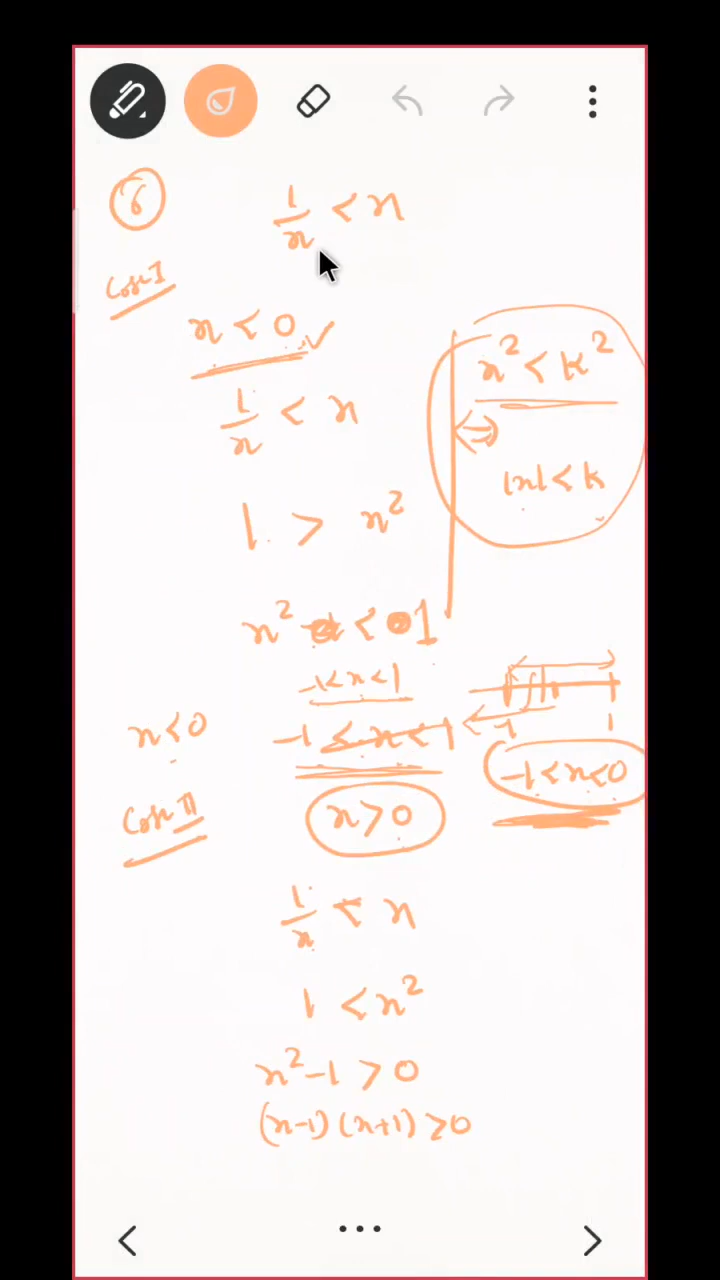 6
1/x < x
Case I
x < 0 ✓
1/x < x
1 > x²
x² < 1
-1 < x < 1
x < 0
-1 ≤ x < 1
x² < k²
⇔
|x| < k
-1 1
-1 < x < 0
Case II
x > 0
1/x < x
1 < x²
x² - 1 > 0
(x-1) (x+1) > 0